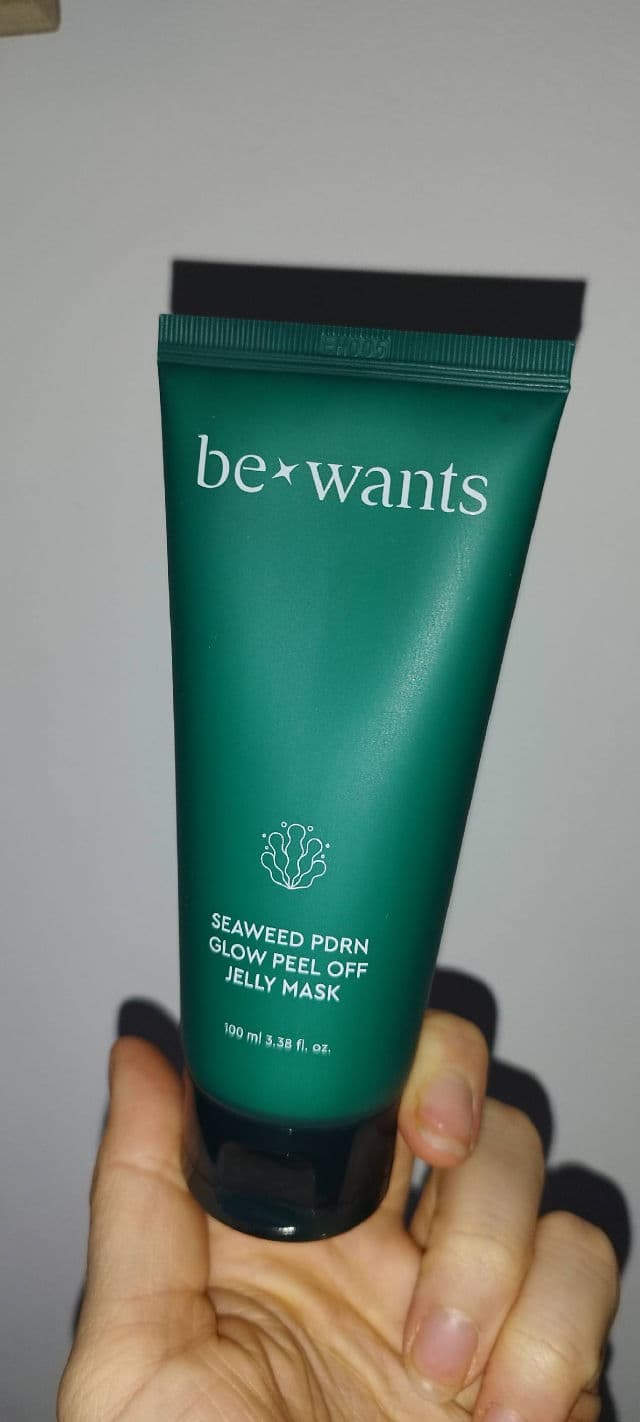 be wants
SEAWEED PDRN
GLOW PEEL OFF
JELLY MASK
100 ml 3.38 fl. oz.